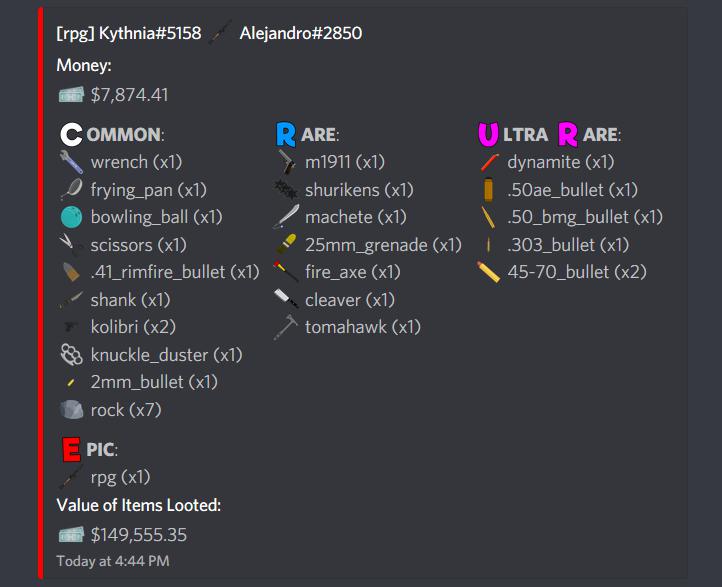 [rpg] Kythnia#5158 Alejandro#2850
Money:
$7,874.41
COMMON:
wrench (x1)
frying_pan (x1)
bowling_ball (x1)
scissors (x1)
.41_rimfire_bullet (x1)
shank (x1)
kolibri (x2)
knuckle_duster (x1)
2mm_bullet (x1)
rock (x7)
RARE:
m1911 (x1)
shurikens (x1)
machete (x1)
25mm_grenade (x1)
fire_axe (x1)
cleaver (x1)
tomahawk (x1)
ULTRA RARE:
dynamite (x1)
.50ae_bullet (x1)
.50_bmg_bullet (x1)
.303_bullet (x1)
45-70_bullet (x2)
EPIC:
rpg (x1)
Value of Items Looted:
$149,555.35
Today at 4:44 PM